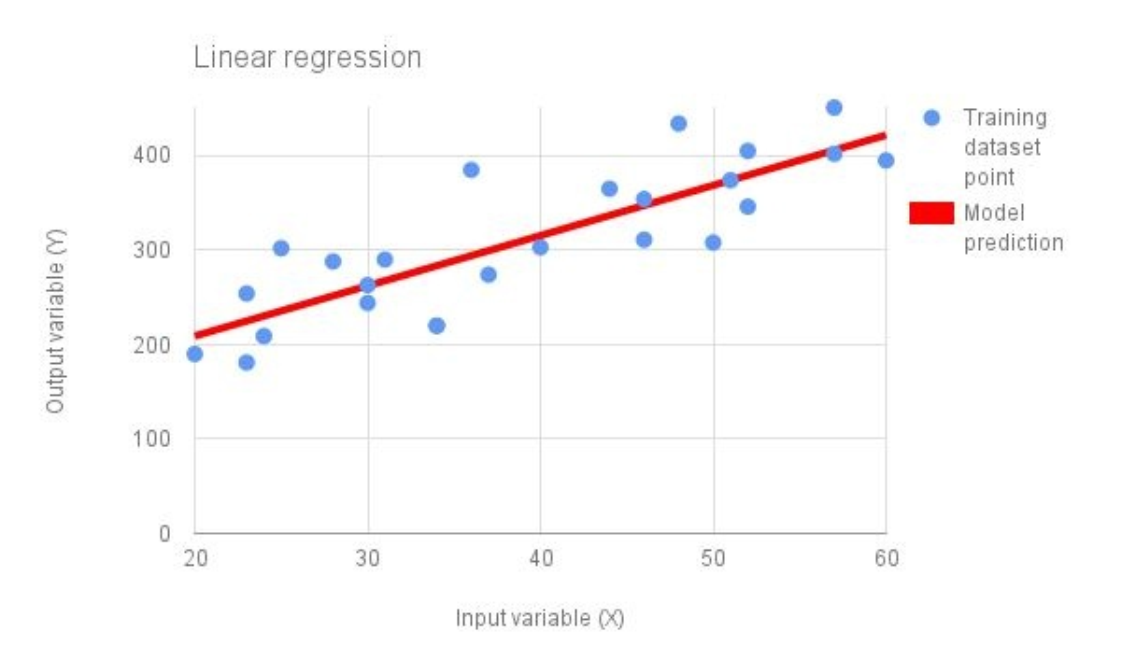 Linear regression
Output variable (Y)
400
300
200
100
0
20 30 40 50 60
Input variable (X)
Training
dataset
point
Model
prediction